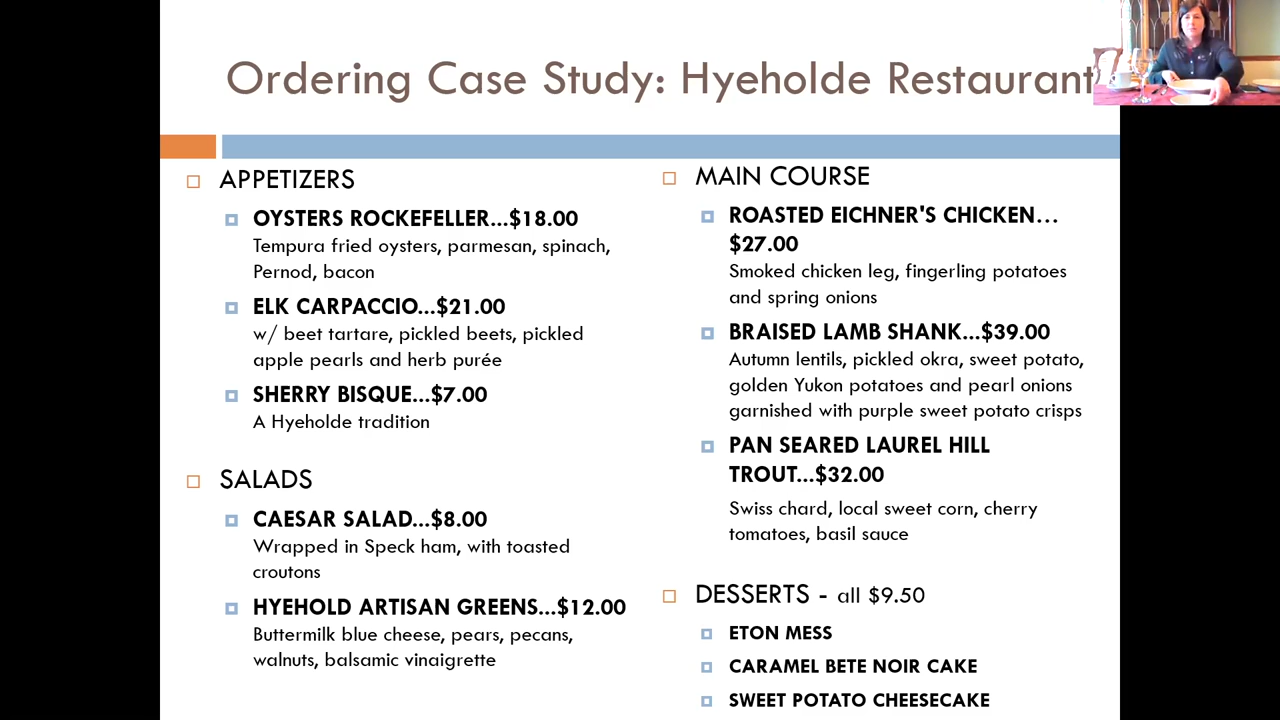 Ordering Case Study: Hyeholde Restaurant
APPETIZERS
OYSTERS ROCKEFELLER...$18.00
Tempura fried oysters, parmesan, spinach,
Pernod, bacon
ELK CARPACCIO...$21.00
w/ beet tartare, pickled beets, pickled
apple pearls and herb purée
SHERRY BISQUE...$7.00
A Hyeholde tradition
SALADS
CAESAR SALAD...$8.00
Wrapped in Speck ham, with toasted
croutons
HYEHOLD ARTISAN GREENS...$12.00
Buttermilk blue cheese, pears, pecans,
walnuts, balsamic vinaigrette
MAIN COURSE
ROASTED EICHNER'S CHICKEN...
$27.00
Smoked chicken leg, fingerling potatoes
and spring onions
BRAISED LAMB SHANK...$39.00
Autumn lentils, pickled okra, sweet potato,
golden Yukon potatoes and pearl onions
garnished with purple sweet potato crisps
PAN SEARED LAUREL HILL
TROUT...$32.00
Swiss chard, local sweet corn, cherry
tomatoes, basil sauce
DESSERTS - all $9.50
ETON MESS
CARAMEL BETE NOIR CAKE
SWEET POTATO CHEESECAKE